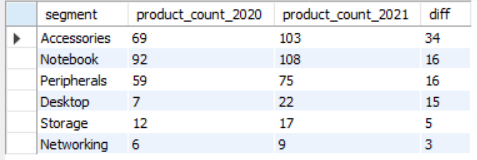 segment product_count_2020 product_count_2021 diff
Accessories 69 103 34
Notebook 92 108 16
Peripherals 59 75 16
Desktop 7 22 15
Storage 12 17 5
Networking 6 9 3